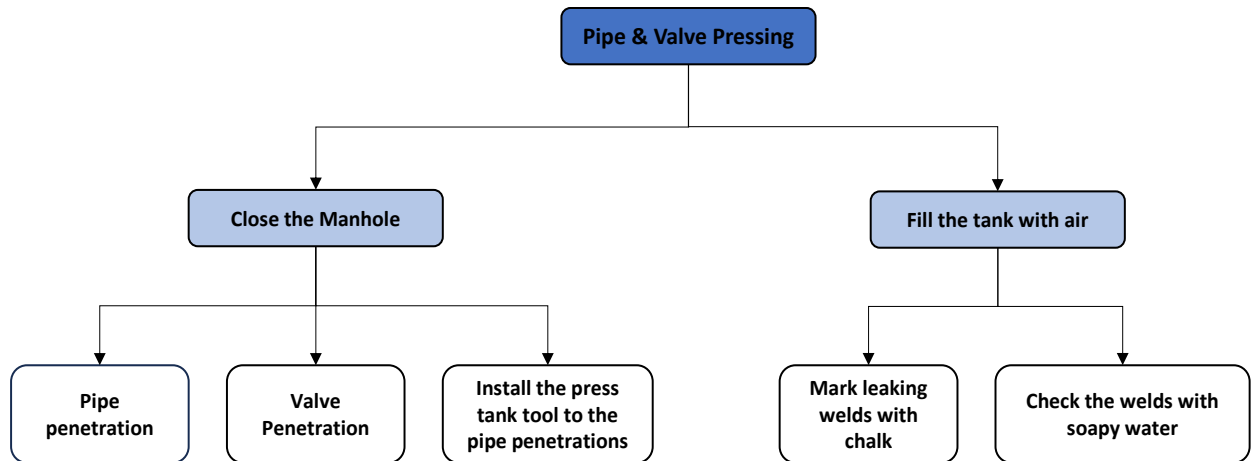 Pipe & Valve Pressing
Close the Manhole
Fill the tank with air
Pipe
penetration
Valve
Penetration
Install the press
tank tool to the
pipe penetrations
Mark leaking
welds with
chalk
Check the welds with
soapy water